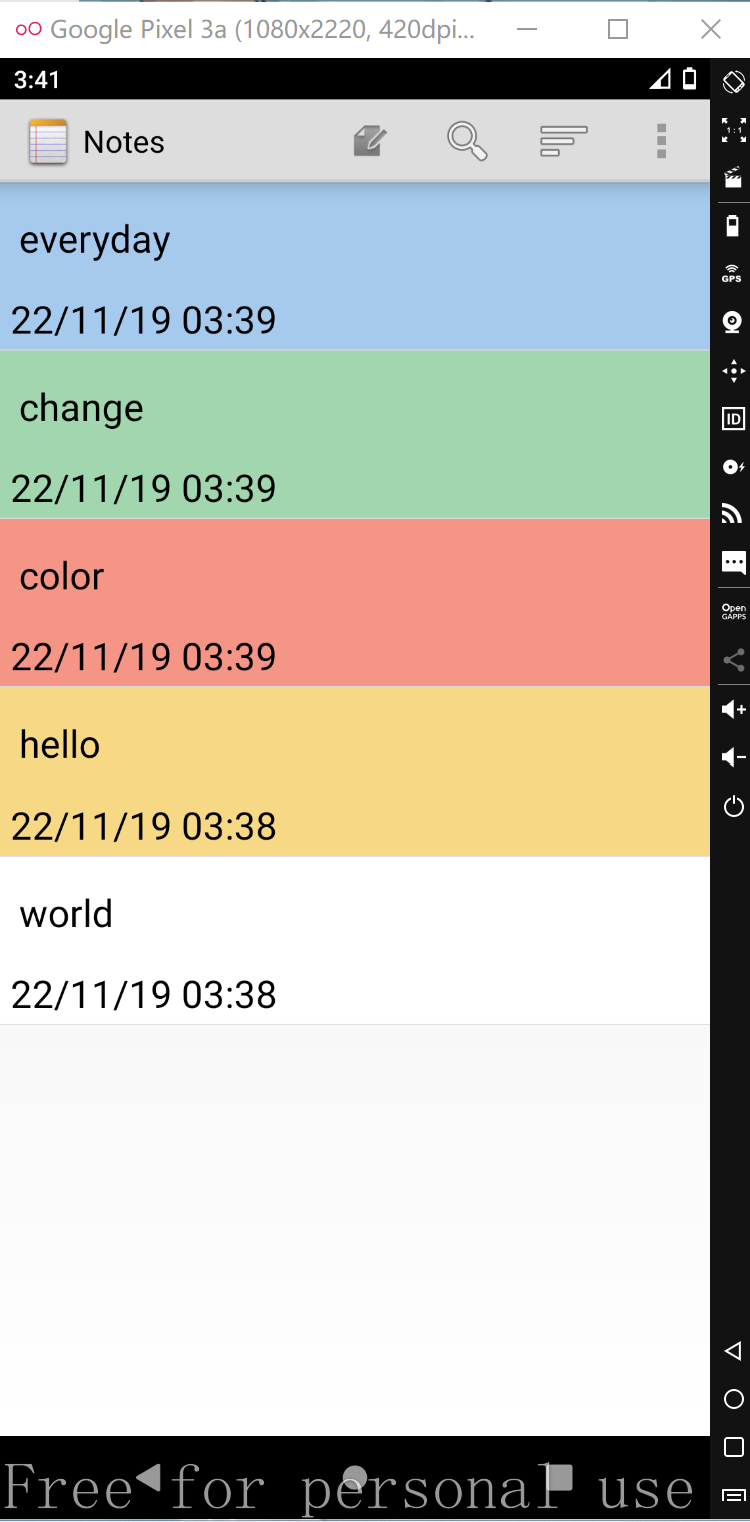 Google Pixel 3a (1080x2220, 420dpi...
3:41
Notes
1:1
everyday
22/11/19 03:39
GPS
change
22/11/19 03:39
ID
color
22/11/19 03:39
Open
GAPPS
hello
22/11/19 03:38
world
22/11/19 03:38
Free for personal use